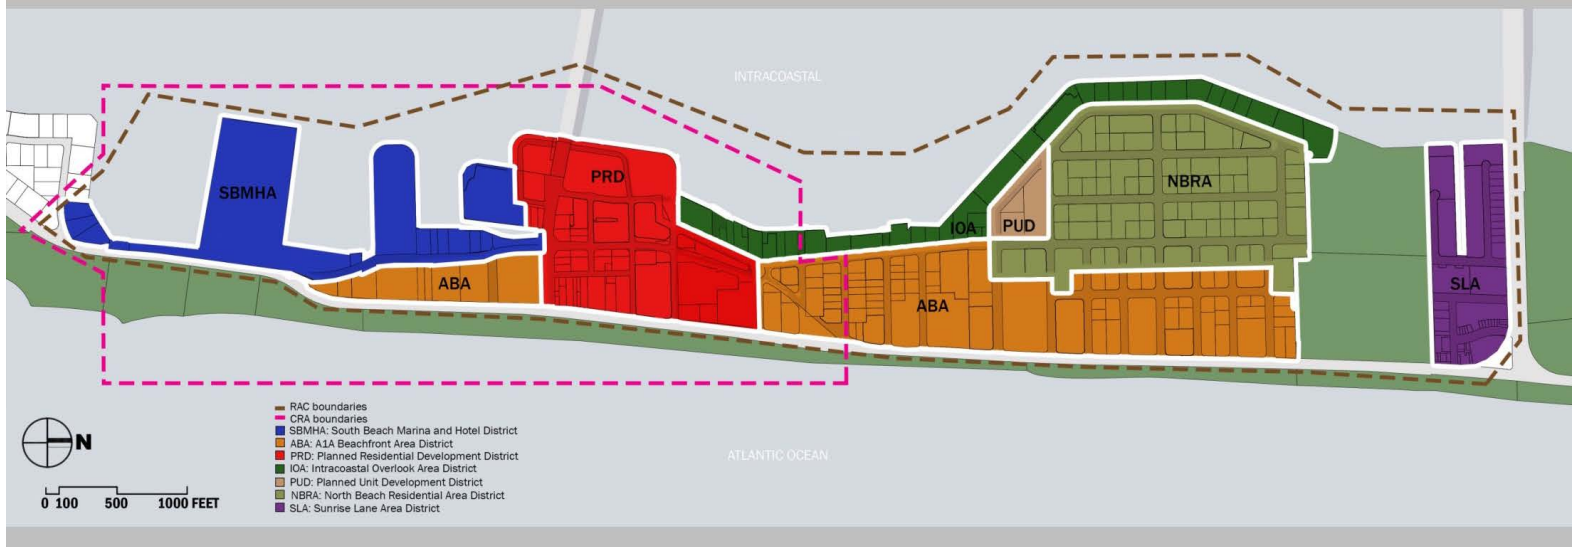 INTRACOASTAL
SBMHA
PRD
NBRA
IOA
PUD
ABA
ABA
SLA
ATLANTIC OCEAN
N
0 100 500 1000 FEET
RAC boundaries
CRA boundaries
SBMHA: South Beach Marina and Hotel District
ABA: A1A Beachfront Area District
PRD: Planned Residential Development District
IOA: Intracoastal Overlook Area District
PUD: Planned Unit Development District
NBRA: North Beach Residential Area District
SLA: Sunrise Lane Area District